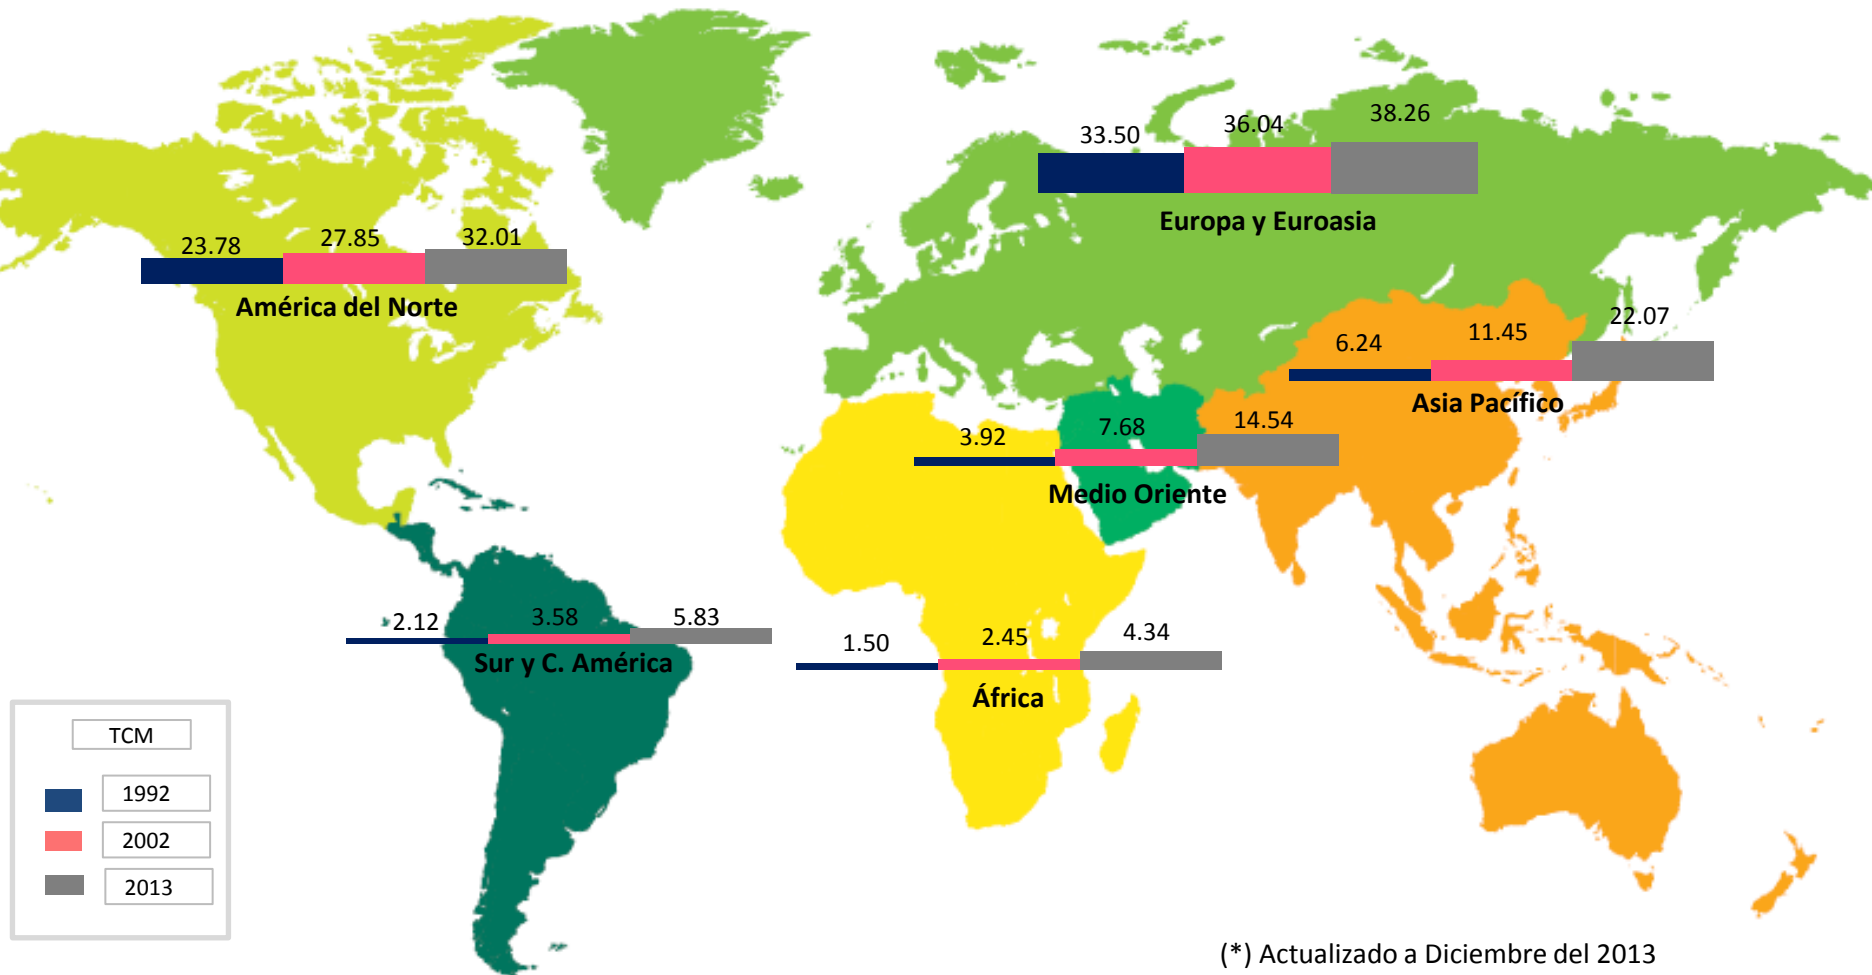 33.50
36.04
38.26
Europa y Euroasia
23.78
27.85
32.01
América del Norte
6.24
11.45
22.07
Asia Pacífico
3.92
7.68
14.54
Medio Oriente
2.12
3.58
5.83
Sur y C. América
1.50
2.45
4.34
África
TCM
1992
2002
2013
(*) Actualizado a Diciembre del 2013